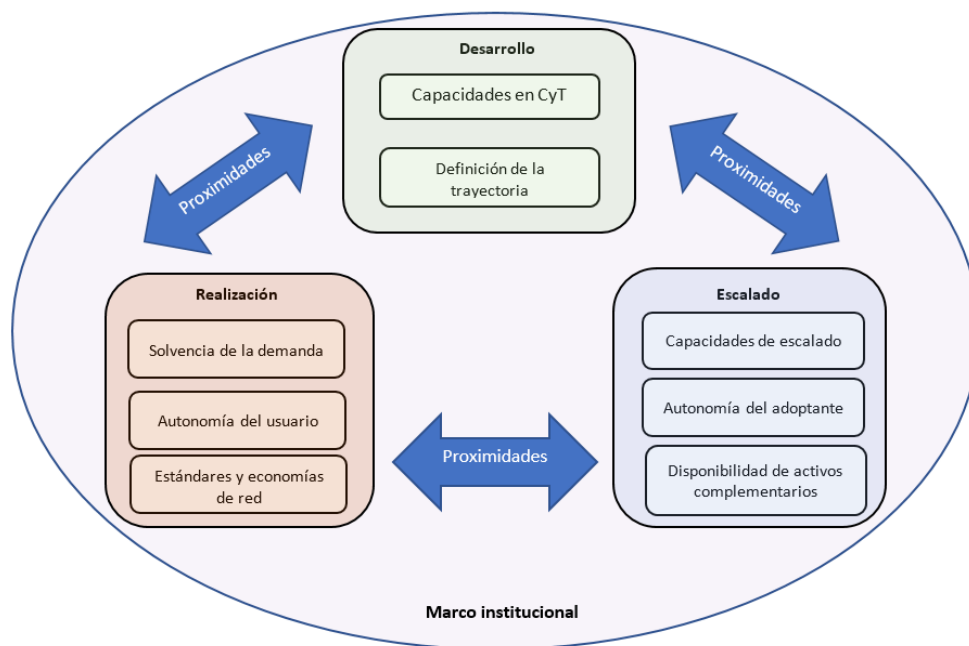 Desarrollo
Capacidades en CyT
Definición de la
trayectoria
Proximidades
Proximidades
Realización
Solvencia de la demanda
Autonomía del usuario
Estándares y economías
de red
Proximidades
Escalado
Capacidades de escalado
Autonomía del adoptante
Disponibilidad de activos
complementarios
Marco institucional